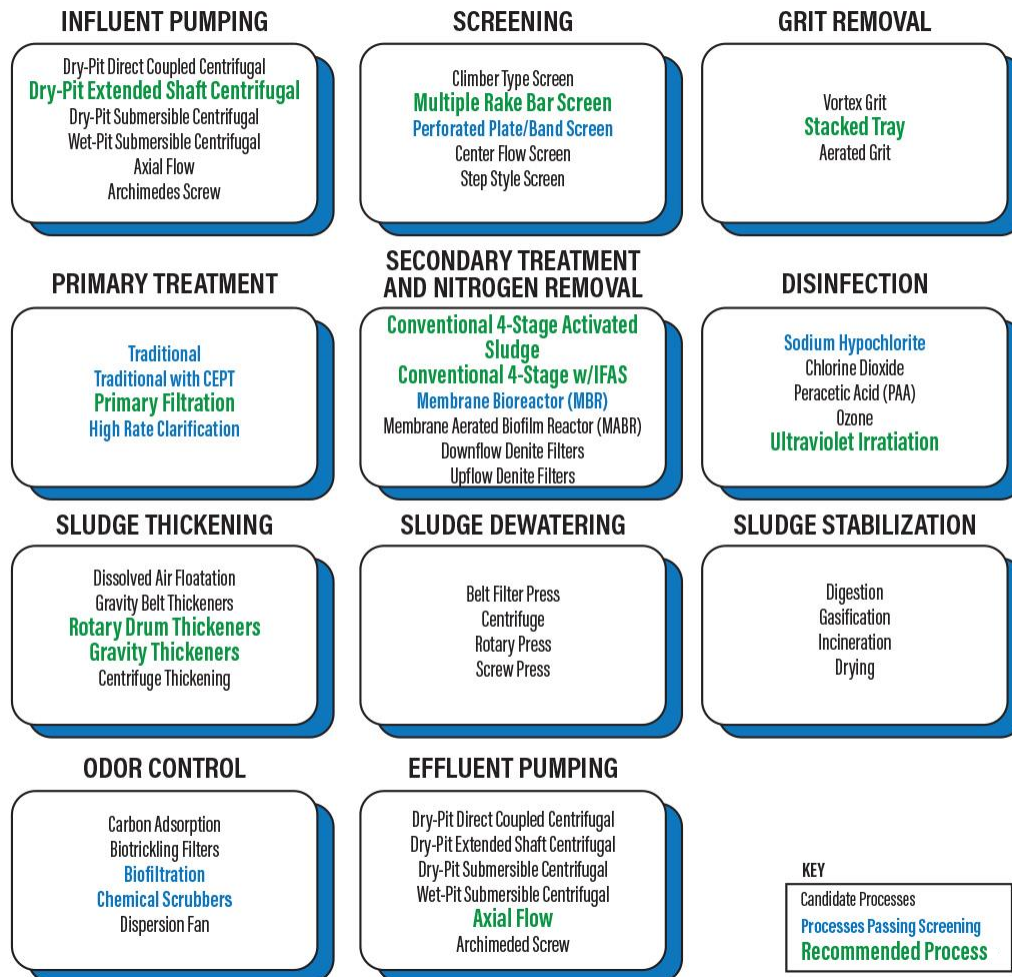 INFLUENT PUMPING
Dry-Pit Direct Coupled Centrifugal
Dry-Pit Extended Shaft Centrifugal
Dry-Pit Submersible Centrifugal
Wet-Pit Submersible Centrifugal
Axial Flow
Archimedes Screw
SCREENING
Climber Type Screen
Multiple Rake Bar Screen
Perforated Plate/Band Screen
Center Flow Screen
Step Style Screen
GRIT REMOVAL
Vortex Grit
Stacked Tray
Aerated Grit
PRIMARY TREATMENT
Traditional
Traditional with CEPT
Primary Filtration
High Rate Clarification
SECONDARY TREATMENT
AND NITROGEN REMOVAL
Conventional 4-Stage Activated
Sludge
Conventional 4-Stage w/IFAS
Membrane Bioreactor (MBR)
Membrane Aerated Biofilm Reactor (MABR)
Downflow Denite Filters
Upflow Denite Filters
DISINFECTION
Sodium Hypochlorite
Chlorine Dioxide
Peracetic Acid (PAA)
Ozone
Ultraviolet Irratiation
SLUDGE THICKENING
Dissolved Air Floatation
Gravity Belt Thickeners
Rotary Drum Thickeners
Gravity Thickeners
Centrifuge Thickening
SLUDGE DEWATERING
Belt Filter Press
Centrifuge
Rotary Press
Screw Press
SLUDGE STABILIZATION
Digestion
Gasification
Incineration
Drying
ODOR CONTROL
Carbon Adsorption
Biotrickling Filters
Biofiltration
Chemical Scrubbers
Dispersion Fan
EFFLUENT PUMPING
Dry-Pit Direct Coupled Centrifugal
Dry-Pit Extended Shaft Centrifugal
Dry-Pit Submersible Centrifugal
Wet-Pit Submersible Centrifugal
Axial Flow
Archimeded Screw
KEY
Candidate Processes
Processes Passing Screening
Recommended Process